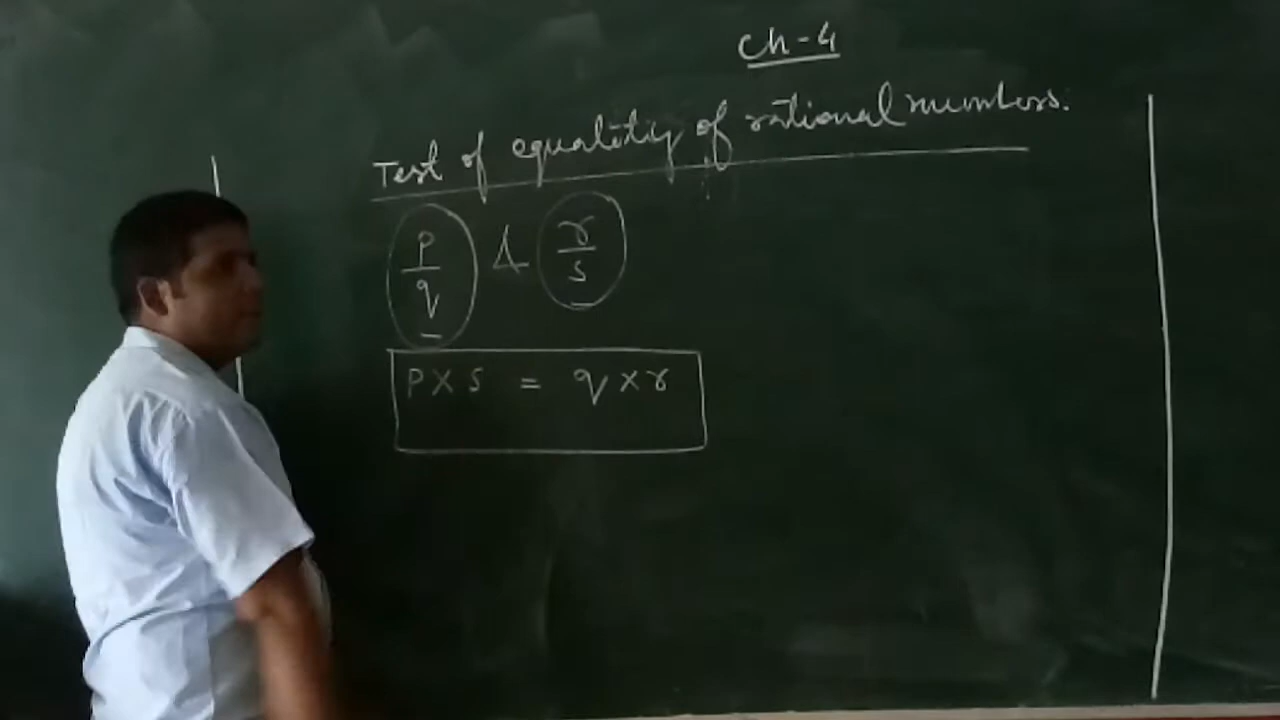 Ch-4
Test of equality of rational numbers.
p/q & r/s
P × s = q × r